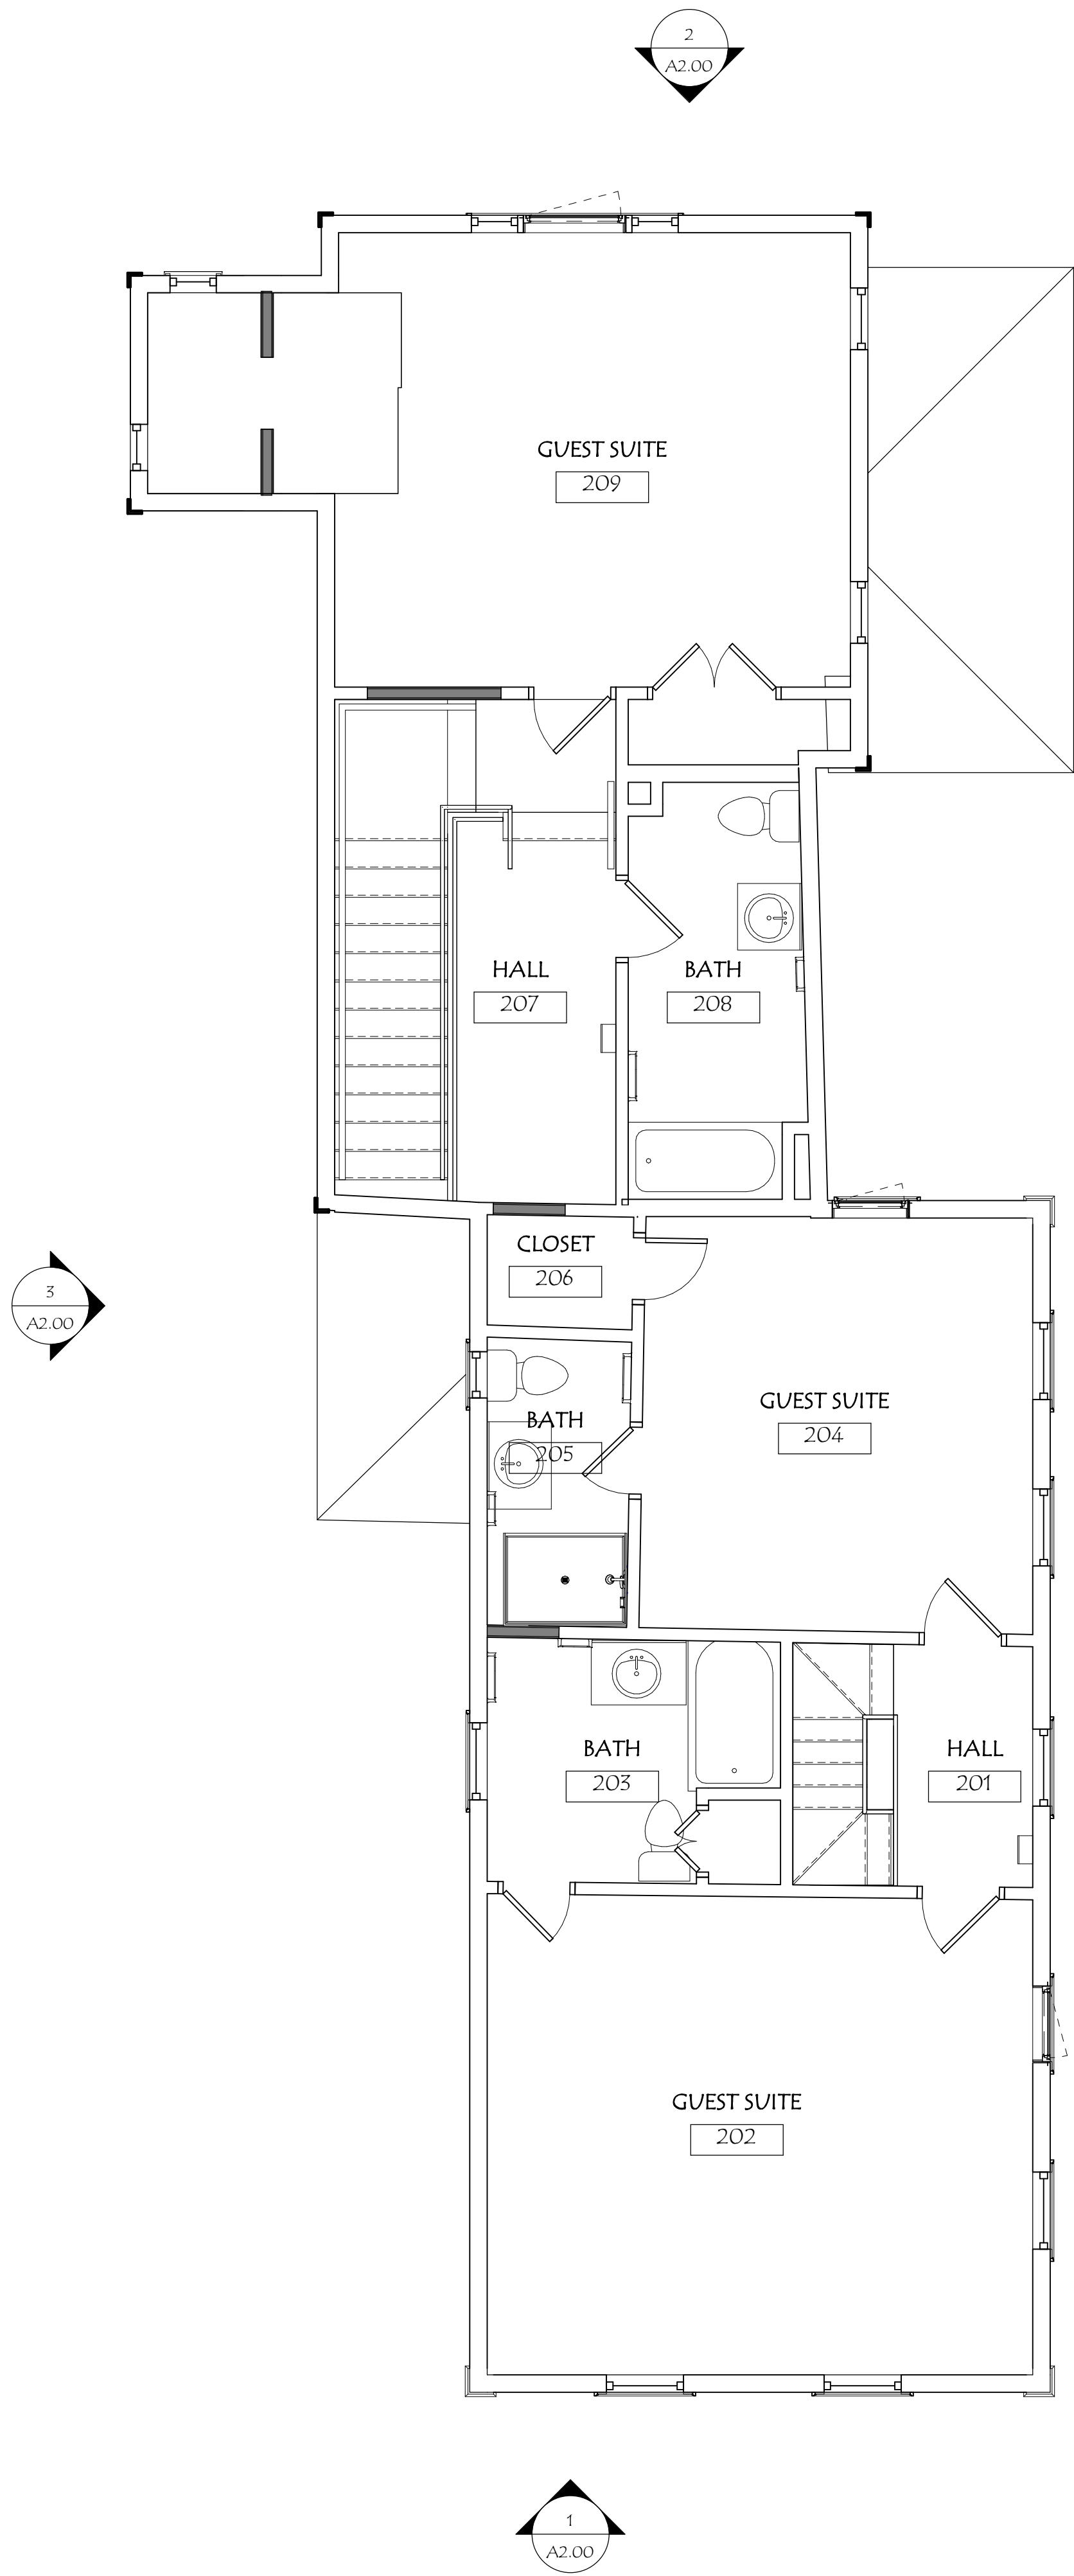 2
A2.00
GUEST SUITE
209
HALL
207
BATH
208
CLOSET
206
3
A2.00
GUEST SUITE
204
BATH
205
BATH
203
HALL
201
GUEST SUITE
202
1
A2.00